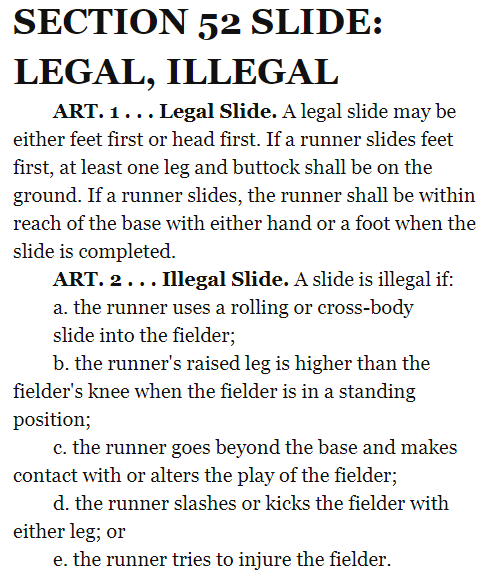 SECTION 52 SLIDE:
LEGAL, ILLEGAL
ART. 1 . . . Legal Slide. A legal slide may be
either feet first or head first. If a runner slides feet
first, at least one leg and buttock shall be on the
ground. If a runner slides, the runner shall be within
reach of the base with either hand or a foot when the
slide is completed.
ART. 2 . . . Illegal Slide. A slide is illegal if:
a. the runner uses a rolling or cross-body
slide into the fielder;
b. the runner's raised leg is higher than the
fielder's knee when the fielder is in a standing
position;
c. the runner goes beyond the base and makes
contact with or alters the play of the fielder;
d. the runner slashes or kicks the fielder with
either leg; or
e. the runner tries to injure the fielder.